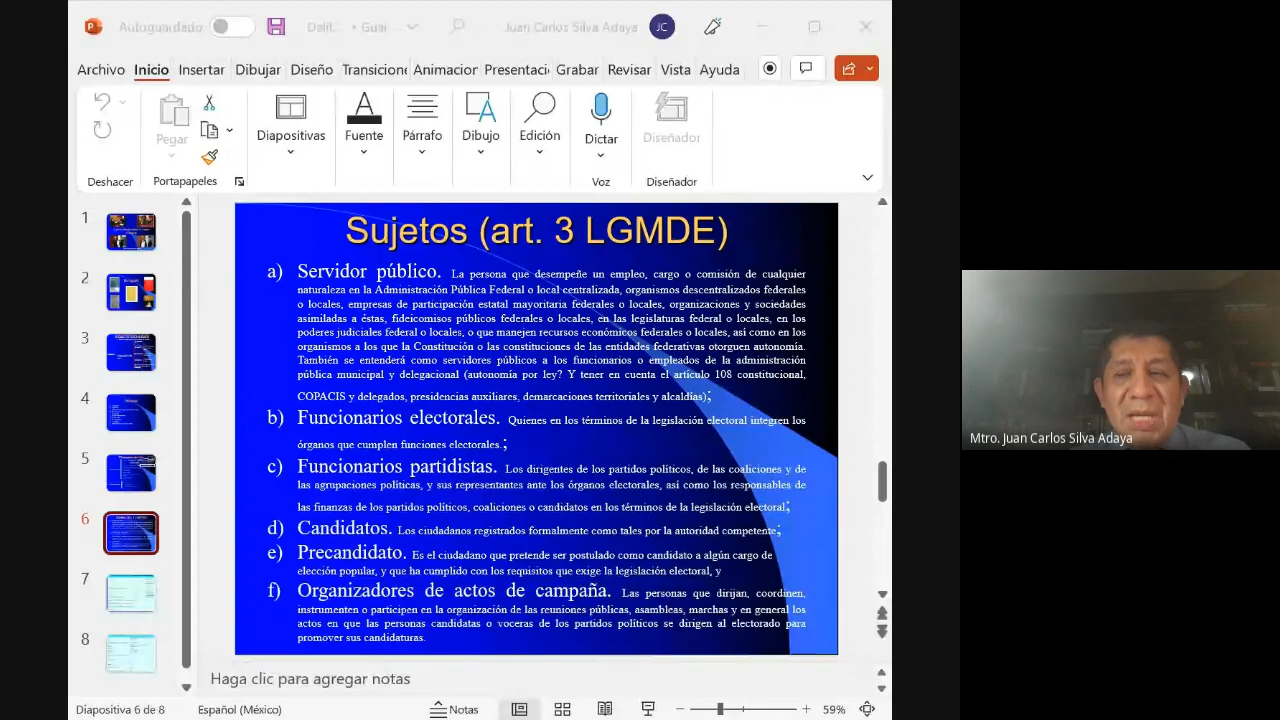 Autoguardado
Juan Carlos Silva Adaya
JC
Archivo Inicio Insertar Dibujar Diseño Transicione Animacior Presentaci Grabar Revisar Vista Ayuda
Pegar
Diapositivas
Fuente
Párrafo
Dibujo
Edición
Dictar
Diseñador
Deshacer
Portapapeles
Voz
Diseñador
1
2
3
4
5
6
7
8
Sujetos (art. 3 LGMDE)
a) Servidor público. La persona que desempeñe un empleo, cargo o comisión de cualquier
naturaleza en la Administración Pública Federal o local centralizada, organismos descentralizados federales
o locales, empresas de participación estatal mayoritaria federales o locales, organizaciones y sociedades
asimiladas a éstas, fideicomisos públicos federales o locales, en las legislaturas federal o locales, en los
poderes judiciales federal o locales, o que manejen recursos económicos federales o locales, así como en los
organismos a los que la Constitución o las constituciones de las entidades federativas otorguen autonomía.
También se entenderá como servidores públicos a los funcionarios o empleados de la administración
pública municipal y delegacional (autonomía por ley? Y tener en cuenta el artículo 108 constitucional,
COPACIS y delegados, presidencias auxiliares, demarcaciones territoriales y alcaldías);
b) Funcionarios electorales. Quienes en los términos de la legislación electoral integren los
órganos que cumplen funciones electorales.;
c) Funcionarios partidistas. Los dirigentes de los partidos políticos, de las coaliciones y de
las agrupaciones políticas, y sus representantes ante los órganos electorales, así como los responsables de
las finanzas de los partidos políticos, coaliciones o candidatos en los términos de la legislación electoral;
d) Candidatos. Los ciudadanos registrados formalmente como tales por la autoridad competente;
e) Precandidato. Es el ciudadano que pretende ser postulado como candidato a algún cargo de
elección popular, y que ha cumplido con los requisitos que exige la legislación electoral, y
f) Organizadores de actos de campaña. Las personas que dirijan, coordinen,
instrumenten o participen en la organización de las reuniones públicas, asambleas, marchas y en general los
actos en que las personas candidatas o voceras de los partidos políticos se dirigen al electorado para
promover sus candidaturas.
Haga clic para agregar notas
Diapositiva 6 de 8
Español (México)
Notas
59%
Mtro. Juan Carlos Silva Adaya